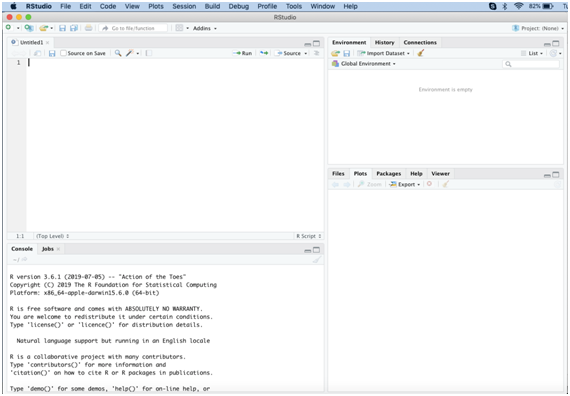 RStudio File Edit Code View Plots Session Build Debug Profile Tools Window Help 82%
RStudio
Go to file/function Addins Project: (None)
Untitled1
Source on Save Run Source
1
1:1 (Top Level) R Script
Console Jobs
~/
R version 3.6.1 (2019-07-05) -- "Action of the Toes"
Copyright (C) 2019 The R Foundation for Statistical Computing
Platform: x86_64-apple-darwin15.6.0 (64-bit)
R is free software and comes with ABSOLUTELY NO WARRANTY.
You are welcome to redistribute it under certain conditions.
Type 'license()' or 'licence()' for distribution details.
Natural language support but running in an English locale
R is a collaborative project with many contributors.
Type 'contributors()' for more information and
'citation()' on how to cite R or R packages in publications.
Type 'demo()' for some demos, 'help()' for on-line help, or
Environment History Connections
Import Dataset List
Global Environment
Environment is empty
Files Plots Packages Help Viewer
Zoom Export